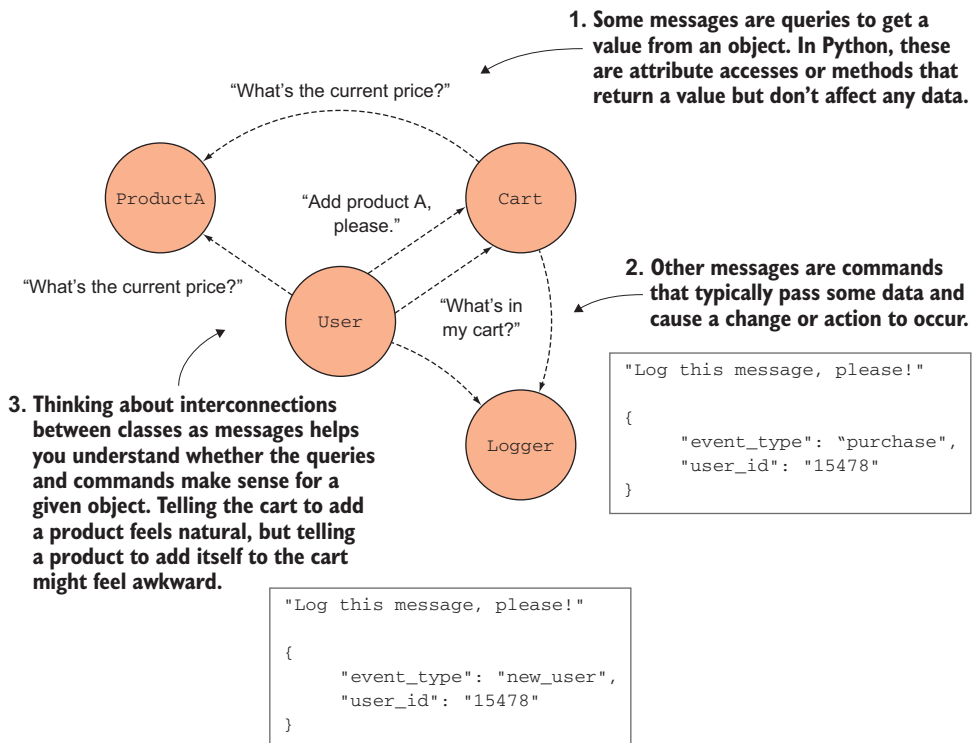 1. Some messages are queries to get a
value from an object. In Python, these
are attribute accesses or methods that
return a value but don’t affect any data.
“What’s the current price?”
ProductA
Cart
“Add product A,
please.”
“What’s the current price?”
User
“What’s in
my cart?”
2. Other messages are commands
that typically pass some data and
cause a change or action to occur.
"Log this message, please!"
{
"event_type": “purchase",
"user_id": "15478"
}
Logger
3. Thinking about interconnections
between classes as messages helps
you understand whether the queries
and commands make sense for a
given object. Telling the cart to add
a product feels natural, but telling
a product to add itself to the cart
might feel awkward.
"Log this message, please!"
{
"event_type": "new_user",
"user_id": "15478"
}